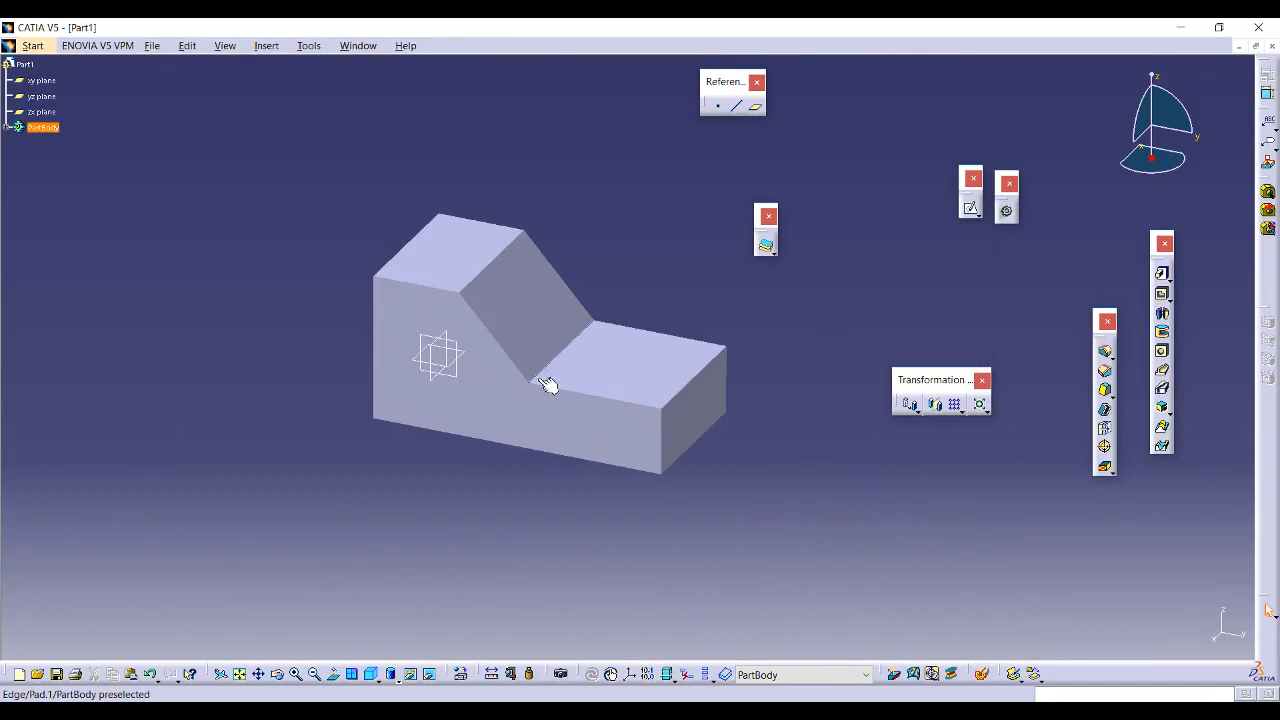 CATIA V5 - [Part1]
Start ENOVIA V5 VPM File Edit View Insert Tools Window Help
Part1
xy plane
yz plane
zx plane
PartBody
Referen...
z
y
x
Transformation ...
z
y
x
PartBody
Edge/Pad.1/PartBody preselected
CATIA